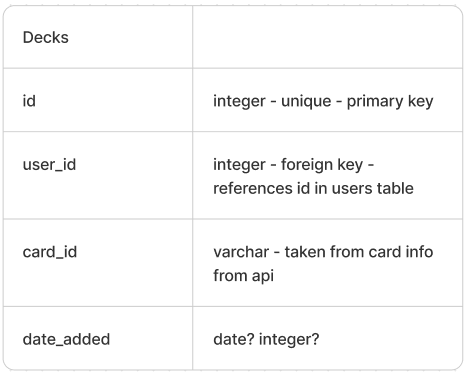 Decks
id
integer - unique - primary key
user_id
integer - foreign key -
references id in users table
card_id
varchar - taken from card info
from api
date_added
date? integer?